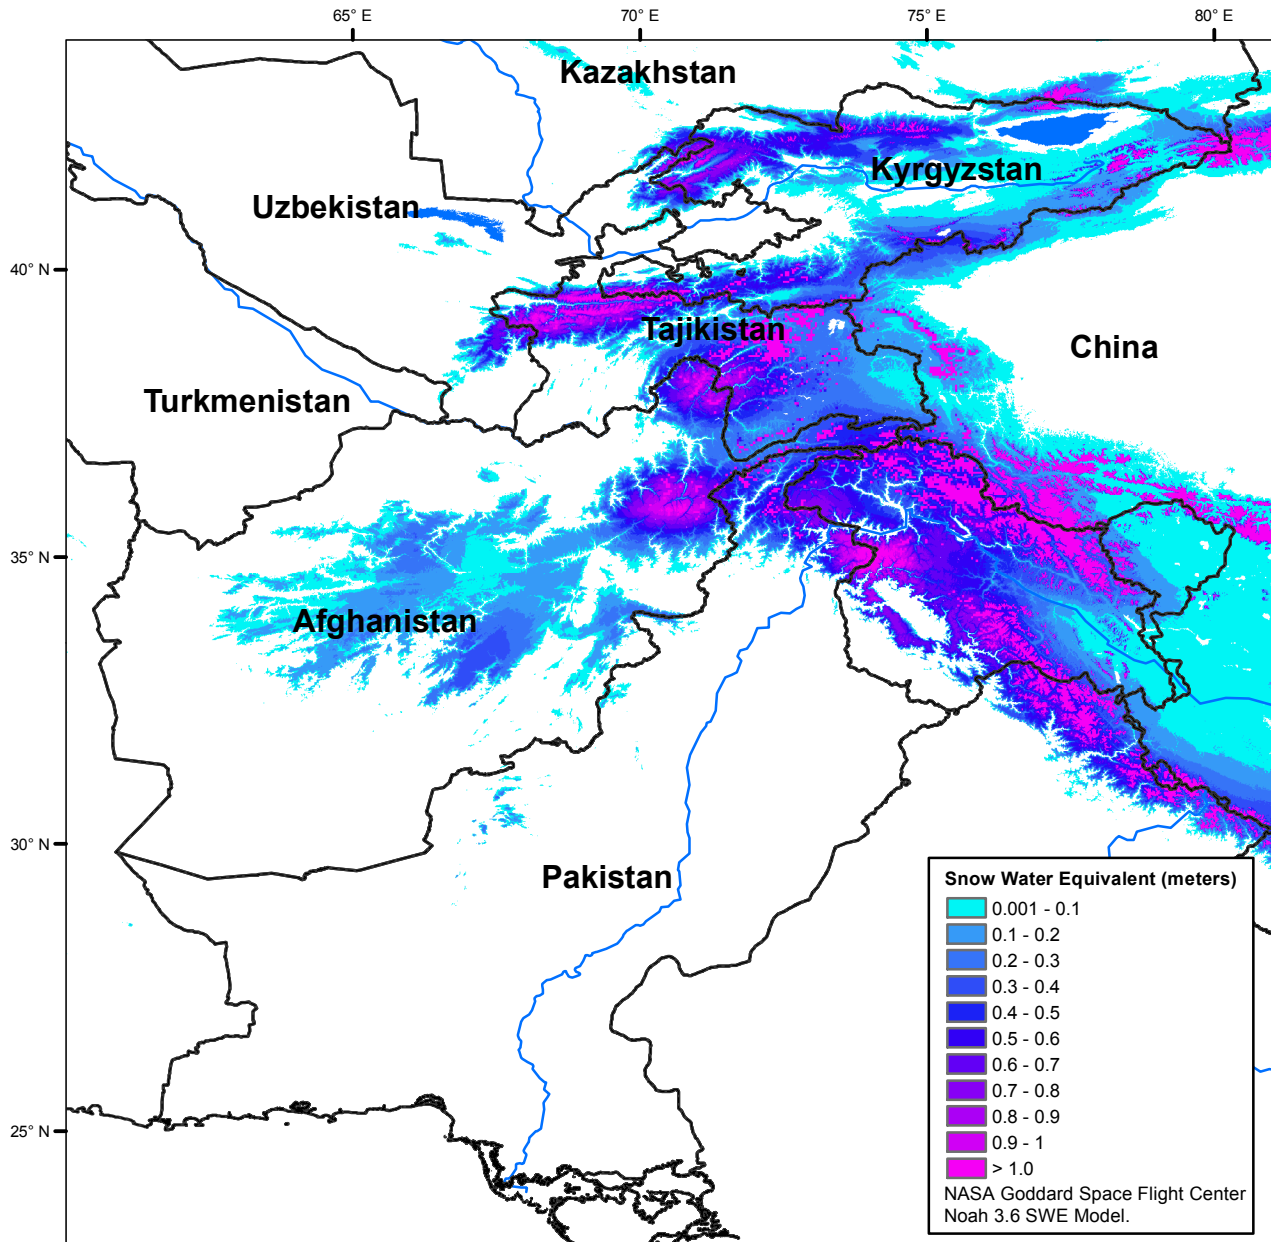 65° E
70° E
75° E
80° E
Kazakhstan
Kyrgyzstan
Uzbekistan
40° N
Tajikistan
China
Turkmenistan
35° N
Afghanistan
30° N
Pakistan
25° N
Snow Water Equivalent (meters)
0.001 - 0.1
0.1 - 0.2
0.2 - 0.3
0.3 - 0.4
0.4 - 0.5
0.5 - 0.6
0.6 - 0.7
0.7 - 0.8
0.8 - 0.9
0.9 - 1
> 1.0
NASA Goddard Space Flight Center
Noah 3.6 SWE Model.